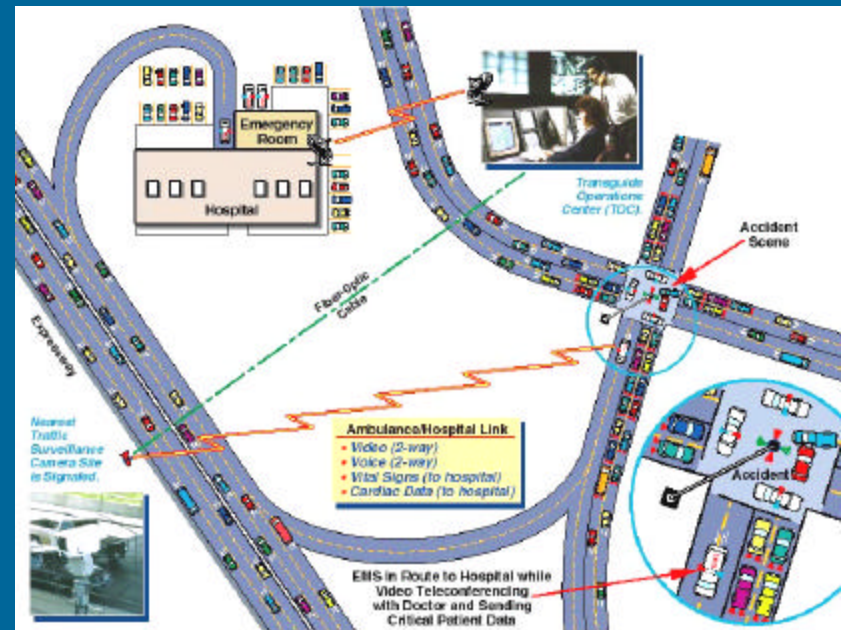 Emergency
Room
Hospital
Transguide
Operations
Center (TOC).
Accident
Scene
Fiber-Optic
Cable
Expressway
Nearest
Traffic
Surveillance
Camera Site
is Signaled.
Ambulance/Hospital Link
• Video (2-way)
• Voice (2-way)
• Vital Signs (to hospital)
• Cardiac Data (to hospital)
Accident
EMS in Route to Hospital while
Video Teleconferencing
with Doctor and Sending
Critical Patient Data